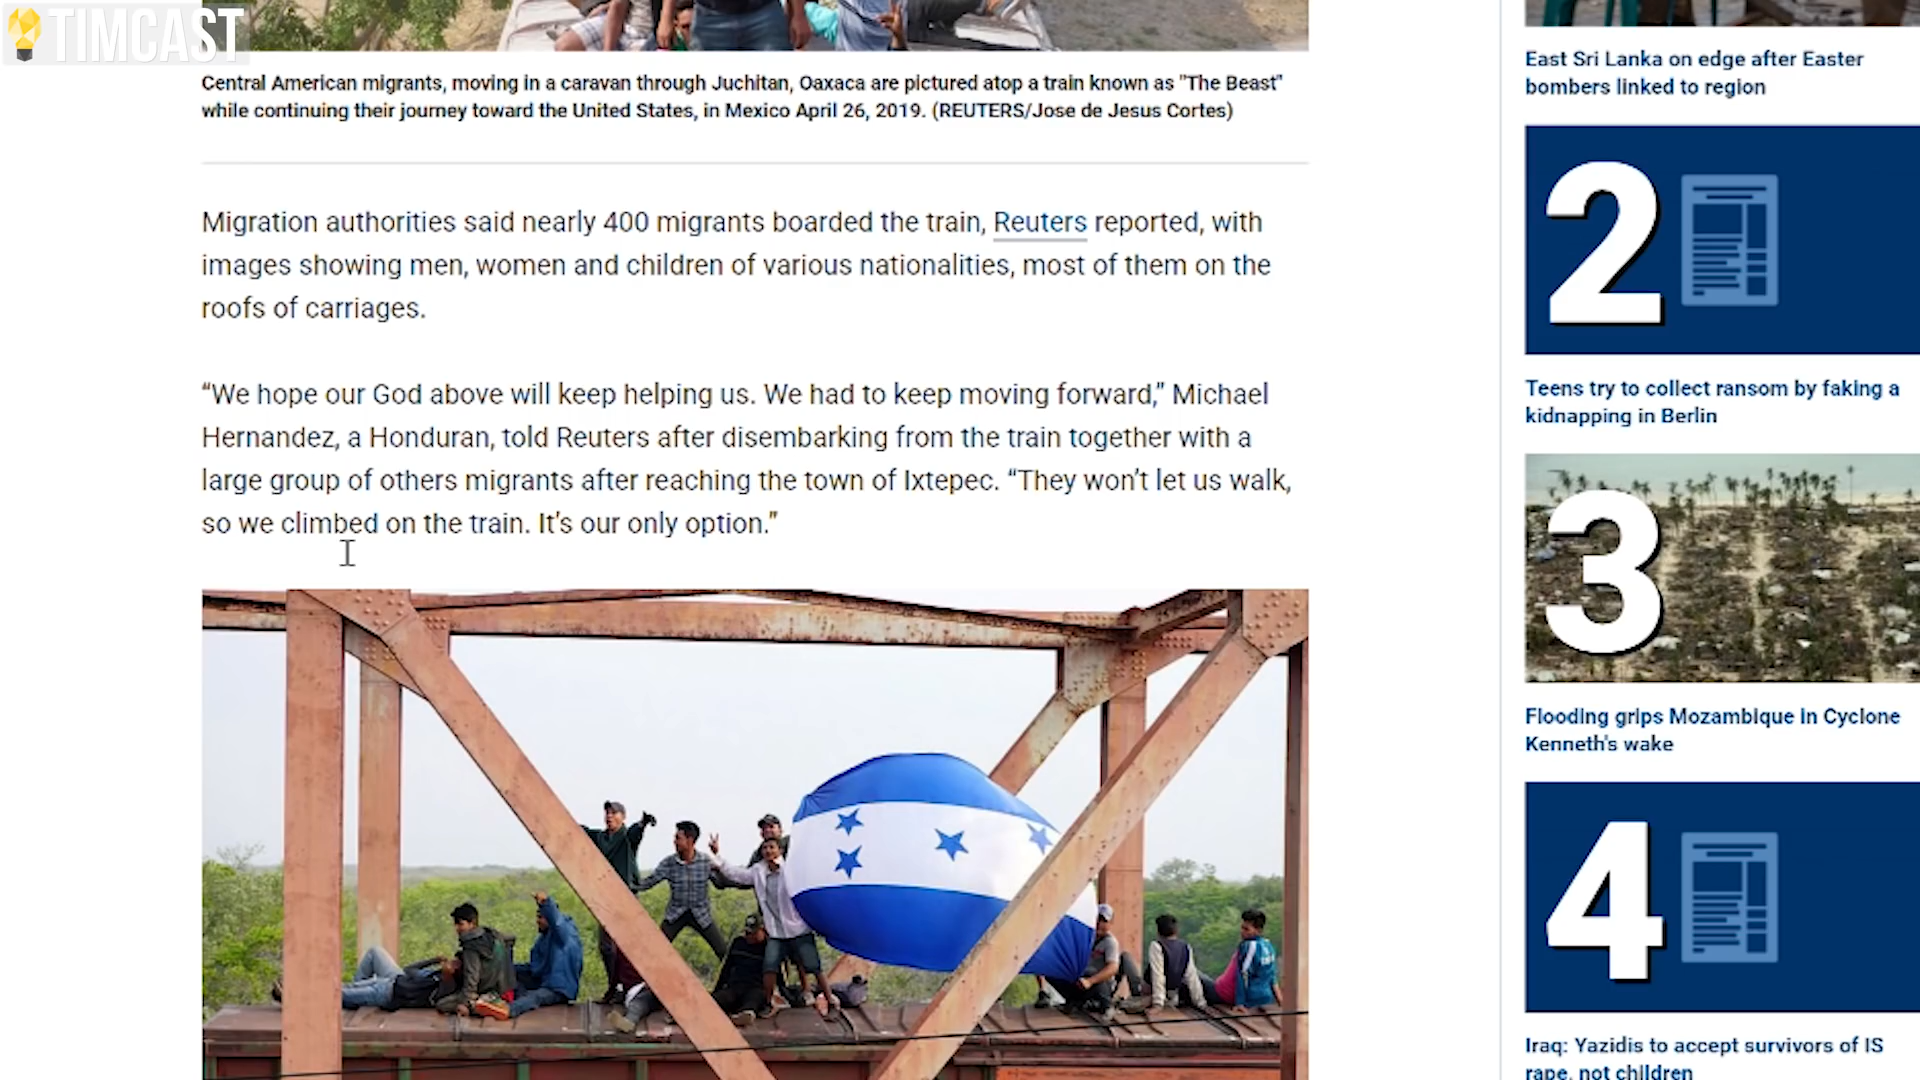 TIMCAST
Central American migrants, moving in a caravan through Juchitan, Oaxaca are pictured atop a train known as "The Beast"
while continuing their journey toward the United States, in Mexico April 26, 2019. (REUTERS/Jose de Jesus Cortes)
Migration authorities said nearly 400 migrants boarded the train, Reuters reported, with
images showing men, women and children of various nationalities, most of them on the
roofs of carriages.
“We hope our God above will keep helping us. We had to keep moving forward,” Michael
Hernandez, a Honduran, told Reuters after disembarking from the train together with a
large group of others migrants after reaching the town of Ixtepec. “They won’t let us walk,
so we climbed on the train. It’s our only option.”
East Sri Lanka on edge after Easter
bombers linked to region
2
Teens try to collect ransom by faking a
kidnapping in Berlin
3
Flooding grips Mozambique in Cyclone
Kenneth's wake
4
Iraq: Yazidis to accept survivors of IS
rape, not children